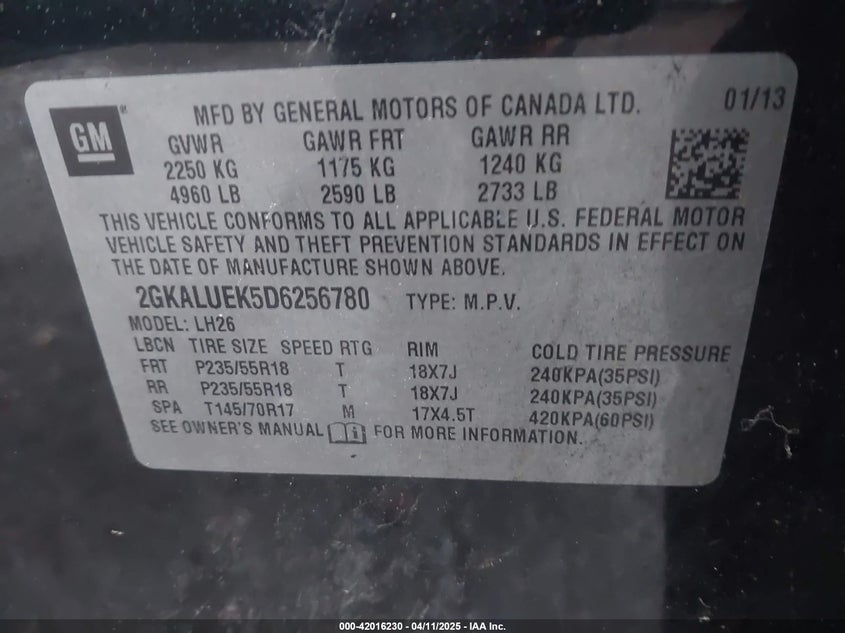 GM
MFD BY GENERAL MOTORS OF CANADA LTD. 01/13
GVWR GAWR FRT GAWR RR
2250 KG 1175 KG 1240 KG
4960 LB 2590 LB 2733 LB
THIS VEHICLE CONFORMS TO ALL APPLICABLE U.S. FEDERAL MOTOR
VEHICLE SAFETY AND THEFT PREVENTION STANDARDS IN EFFECT ON
THE DATE OF MANUFACTURE SHOWN ABOVE.
2GKALUEK5D6256780 TYPE: M.P.V.
MODEL: LH26
LBCN TIRE SIZE SPEED RTG RIM COLD TIRE PRESSURE
FRT P235/55R18 T 18X7J 240KPA(35PSI)
RR P235/55R18 T 18X7J 240KPA(35PSI)
SPA T145/70R17 M 17X4.5T 420KPA(60PSI)
SEE OWNER'S MANUAL FOR MORE INFORMATION.
000-42016230 - 04/11/2025 - IAA Inc.